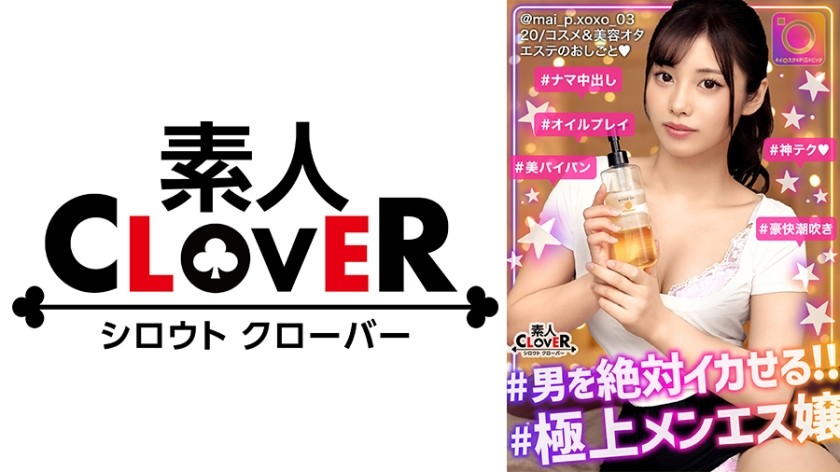 素人
CLOVER
シロウト クローバー
@mai_p.xoxo_03
20/コスメ&美容オタ
エステのおしごと♥
#ナマ中出し
#オイルプレイ
#神テク♥
#美パイパン
#豪快潮吹き
素人
CLOVER
シロウト クローバー
#男を絶対イカせる!!
#極上メンエス嬢